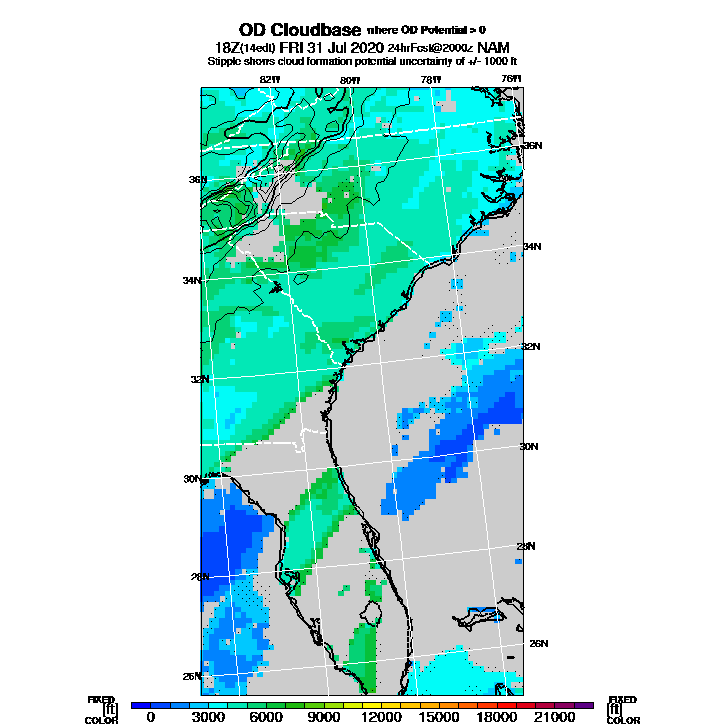 OD Cloudbase where OD Potential > 0
18Z(14edt) FRI 31 Jul 2020 24hrFcst@2000z NAM
Stipple shows cloud formation potential uncertainty of +/- 1000 ft
82W 80W 78W 76W
36N 36N
34N 34N
32N 32N
30N 30N
28N 28N
26N 26N
FIXED FIXED
[ft] 0 3000 6000 9000 12000 15000 18000 21000 [ft]
COLOR COLOR